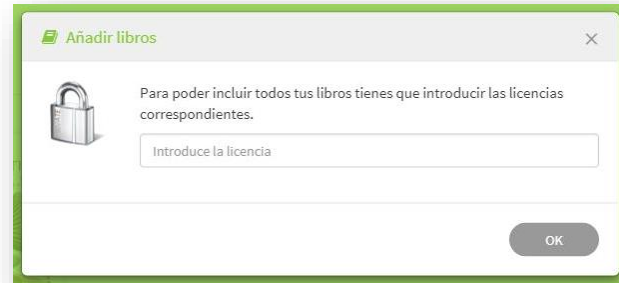 Añadir libros
Para poder incluir todos tus libros tienes que introducir las licencias
correspondientes.
Introduce la licencia
OK